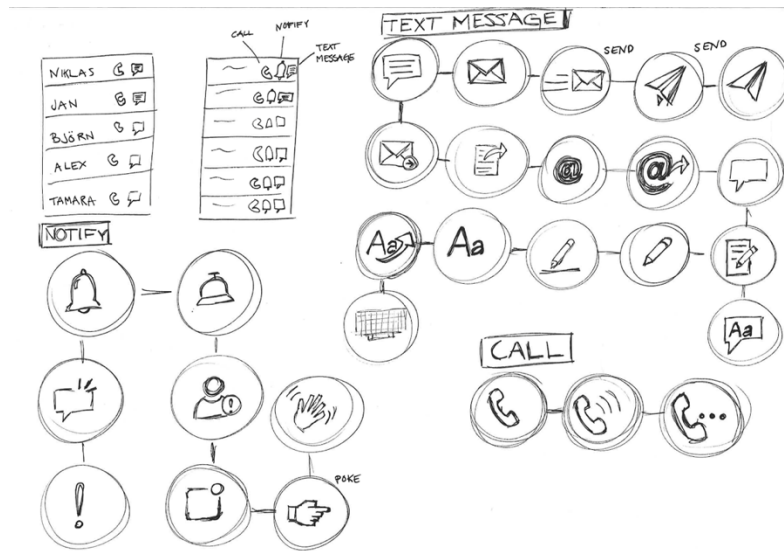 NIKLAS
JAN
BJÖRN
ALEX
TAMARA
CALL
NOTIFY
TEXT
MESSAGE
TEXT MESSAGE
SEND
SEND
@
@
Aa
Aa
Aa
NOTIFY
!
!
POKE
CALL